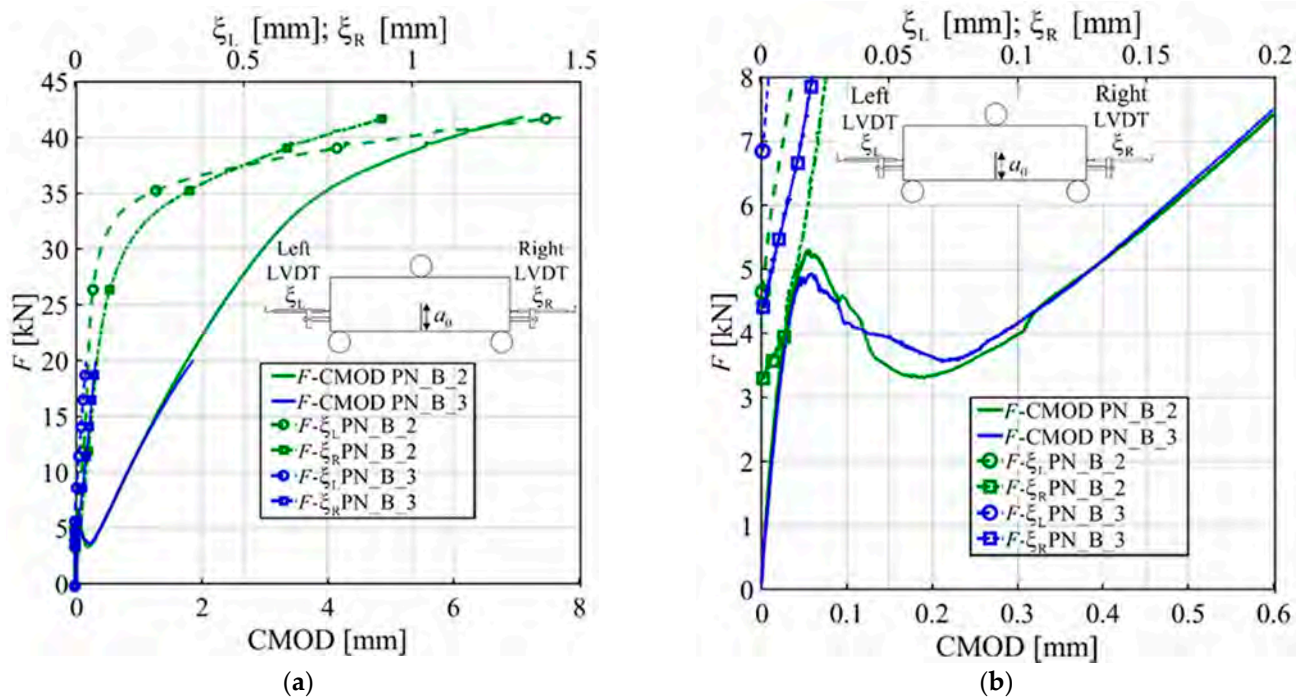 ξL [mm]; ξR [mm]
0 0.5 1 1.5
45
40
35
30
25
20
15
10
5
0
F [kN]
Left
LVDT
ξL
Right
LVDT
ξR
a0
F-CMOD PN_B_2
F-CMOD PN_B_3
F-ξL PN_B_2
F-ξR PN_B_2
F-ξL PN_B_3
F-ξR PN_B_3
0 2 4 6 8
CMOD [mm]
(a)
ξL [mm]; ξR [mm]
0 0.05 0.1 0.15 0.2
8
7
6
5
4
3
2
1
0
F [kN]
Left
LVDT
ξL
Right
LVDT
ξR
a0
F-CMOD PN_B_2
F-CMOD PN_B_3
F-ξL PN_B_2
F-ξR PN_B_2
F-ξL PN_B_3
F-ξR PN_B_3
0 0.1 0.2 0.3 0.4 0.5 0.6
CMOD [mm]
(b)